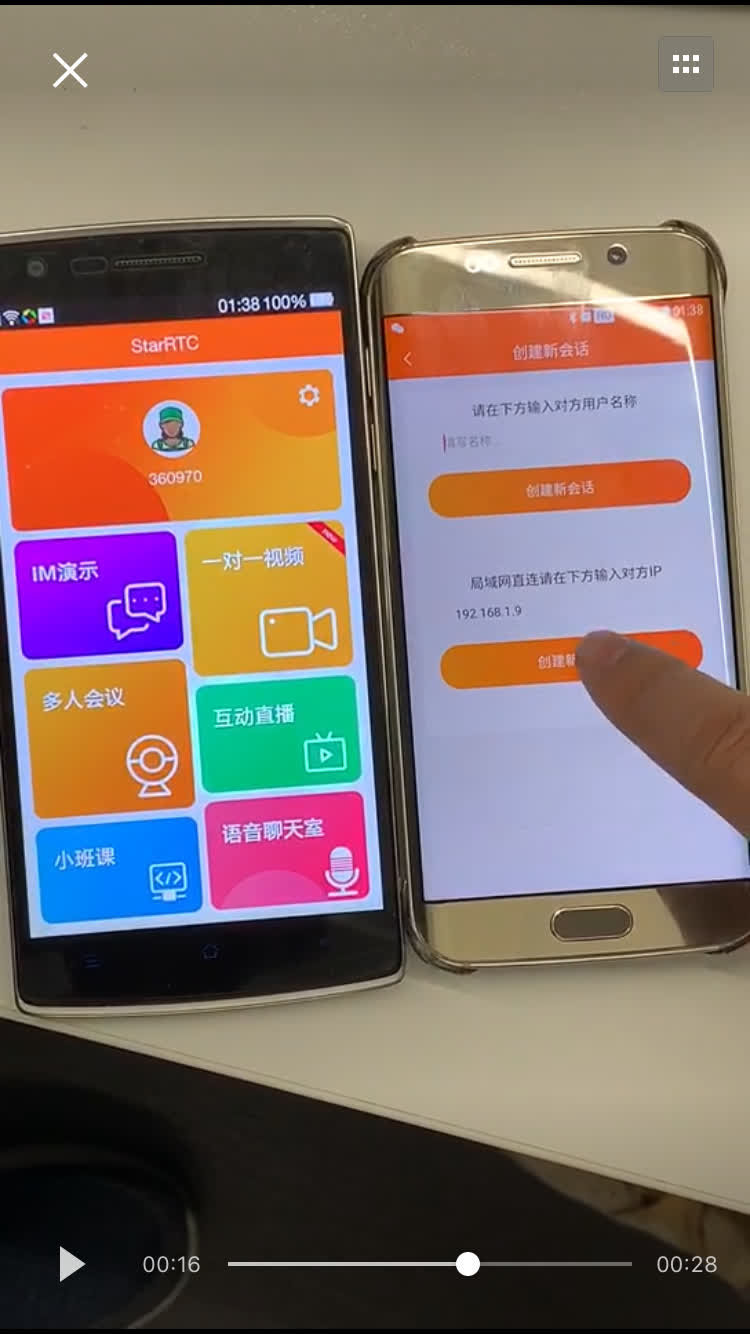 01:38 100%
StarRTC
360970
IM演示
一对一视频
new
多人会议
互动直播
小班课
语音聊天室
01:38
创建新会话
请在下方输入对方用户名称
填写名称...
创建新会话
局域网直连请在下方输入对方IP
192.168.1.9
创建新
00:16
00:28